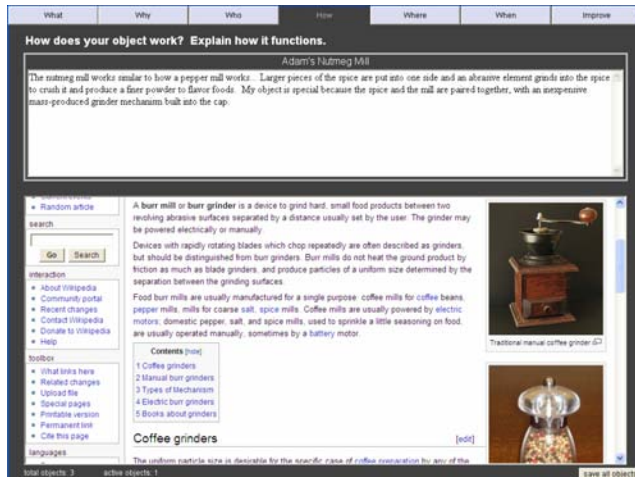 What Why Who How Where When Improve
How does your object work? Explain how it functions.
Adam's Nutmeg Mill
The nutmeg mill works similar to how a pepper mill works... Larger pieces of the spice are put into one side and an abrasive element grinds into the spice
to crush it and produce a finer powder to flavor foods. My object is special because the spice and the mill are paired together, with an inexpensive
mass-produced grinder mechanism built into the cap.
Random article
search
Go Search
interaction
About Wikipedia
Community portal
Recent changes
Contact Wikipedia
Donate to Wikipedia
Help
toolbox
What links here
Related changes
Upload file
Special pages
Printable version
Permanent link
Cite this page
languages
A burr mill or burr grinder is a device to grind hard, small food products between two
revolving abrasive surfaces separated by a distance usually set by the user. The grinder may
be powered electrically or manually.
Devices with rapidly rotating blades which chop repeatedly are often described as grinders,
but should be distinguished from burr grinders. Burr mills do not heat the ground product by
friction as much as blade grinders, and produce particles of a uniform size determined by the
separation between the grinding surfaces.
Food burr mills are usually manufactured for a single purpose: coffee mills for coffee beans,
pepper mills, mills for coarse salt, spice mills. Coffee mills are usually powered by electric
motors; domestic pepper, salt, and spice mills, used to sprinkle a little seasoning on food,
are usually operated manually, sometimes by a battery motor.
Contents [hide]
1 Coffee grinders
2 Manual burr grinders
3 Types of Mechanism
4 Electric burr grinders
5 Books about grinders
Coffee grinders [edit]
The uniform particle size is desirable for the specific case of coffee preparation by any of the
Traditional manual coffee grinder
total objects: 3 active objects: 1
save all objects